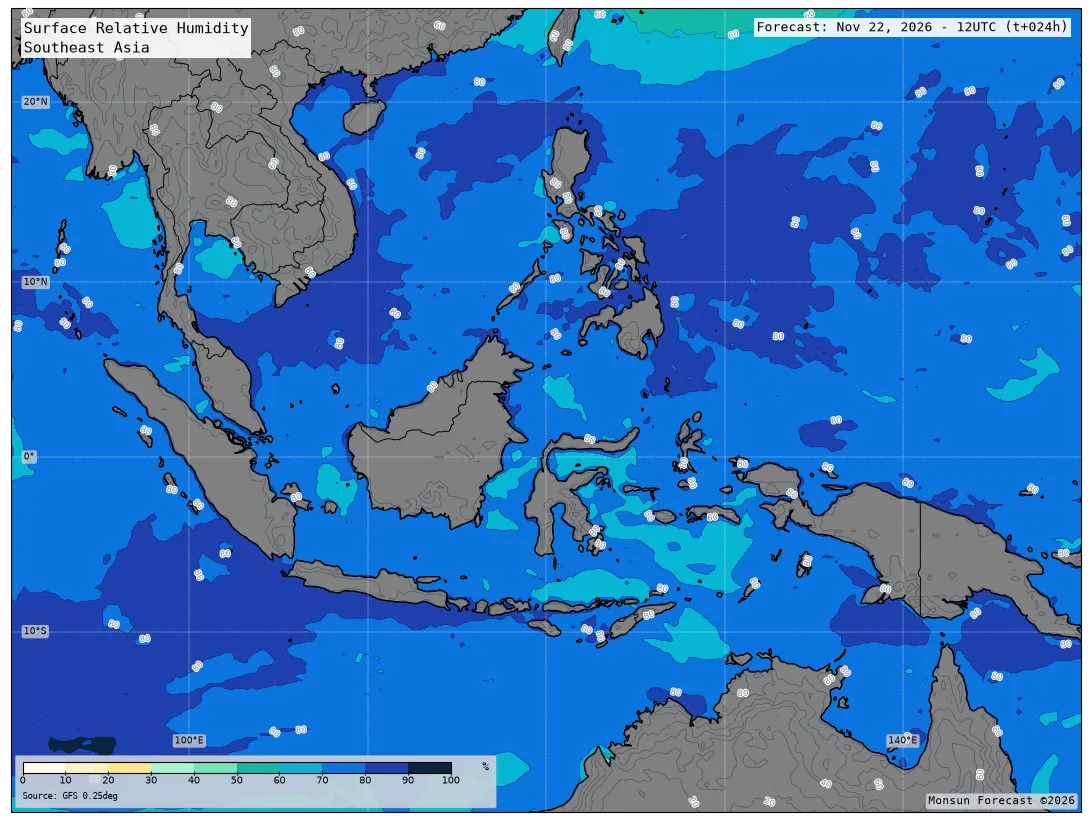 Surface Relative Humidity
Southeast Asia
Forecast: Nov 22, 2026 - 12UTC (t+024h)
20°N
10°N
0°
10°S
100°E
140°E
%
0 10 20 30 40 50 60 70 80 90 100
Source: GFS 0.25deg
Monsun Forecast ©2026